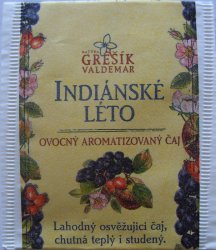 GREŠÍK
VALDEMAR
INDIÁNSKÉ
LÉTO
OVOCNÝ AROMATIZOVANÝ ČAJ
Lahodný osvěžující čaj,
chutná teplý i studený.